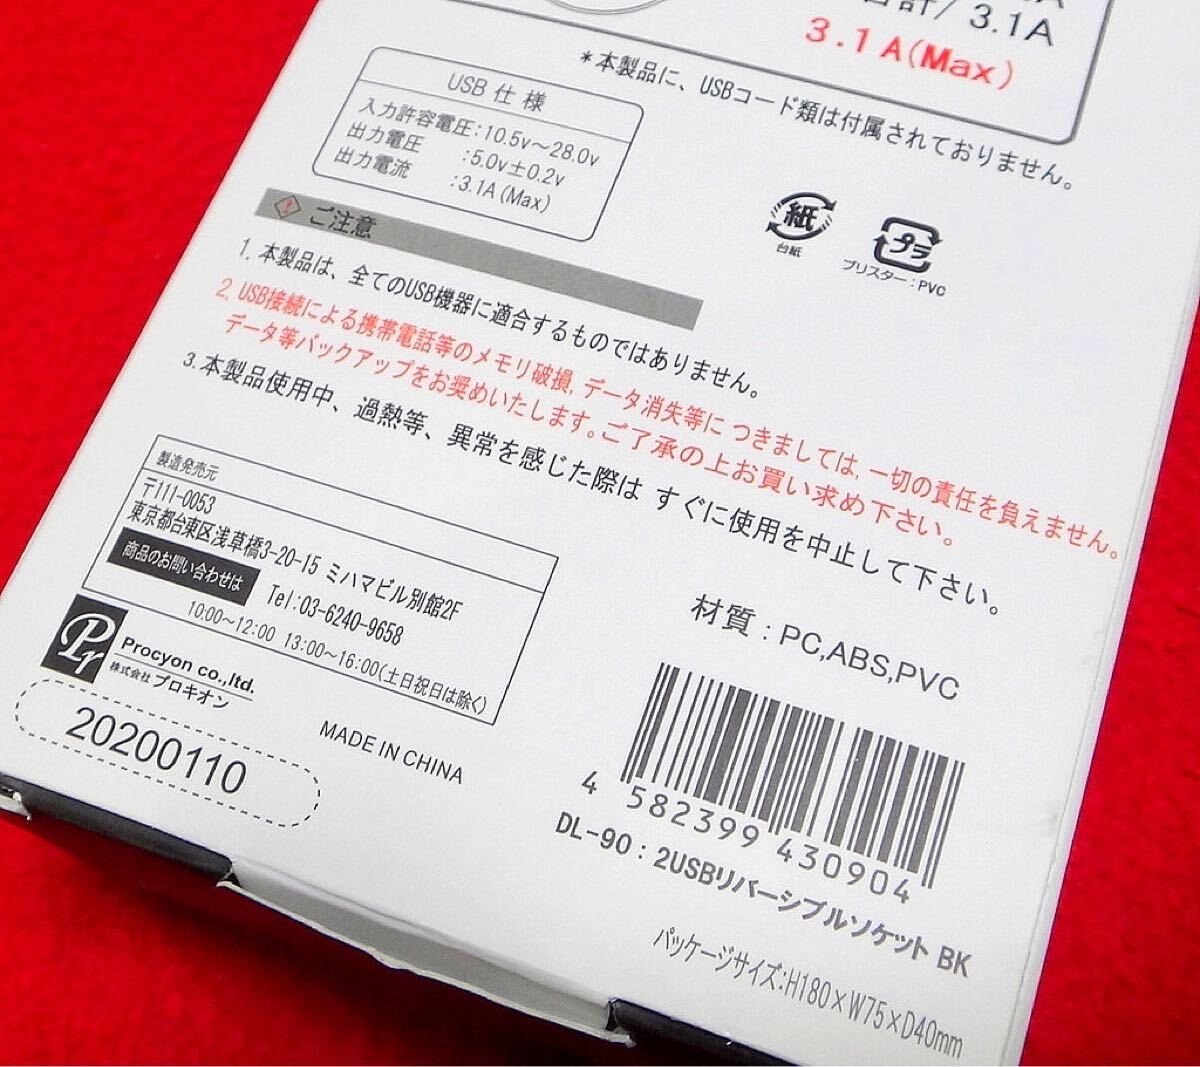 合計/ 3.1A
3.1A(Max)
*本製品に、USBコード類は付属されておりません。
USB 仕様
入力許容電圧:10.5v〜28.0v
出力電圧 :5.0v±0.2v
出力電流 :3.1A(Max)
紙
台紙
プラ
ブリスター:PVC
ご注意
1. 本製品は、全てのUSB機器に適合するものではありません。
2. USB接続による携帯電話等のメモリ破損,データ消失等に つきましては,一切の責任を負えません。
データ等バックアップをお奨めいたします。ご了承の上お買い求め下さい。
3.本製品使用中、過熱等、異常を感じた際は すぐに使用を中止して下さい。
製造発売元
〒111-0053
東京都台東区浅草橋3-20-15 ミハマビル別館2F
商品のお問い合わせは Tel:03-6240-9658
10:00〜12:00 13:00〜16:00(土日祝日は除く)
Pr
Procyon co.,ltd.
株式会社プロキオン
20200110
MADE IN CHINA
材質:PC,ABS,PVC
4 582399 430904
DL-90:2USBリバーシブルソケット BK
パッケージサイズ:H180×W75×D40mm